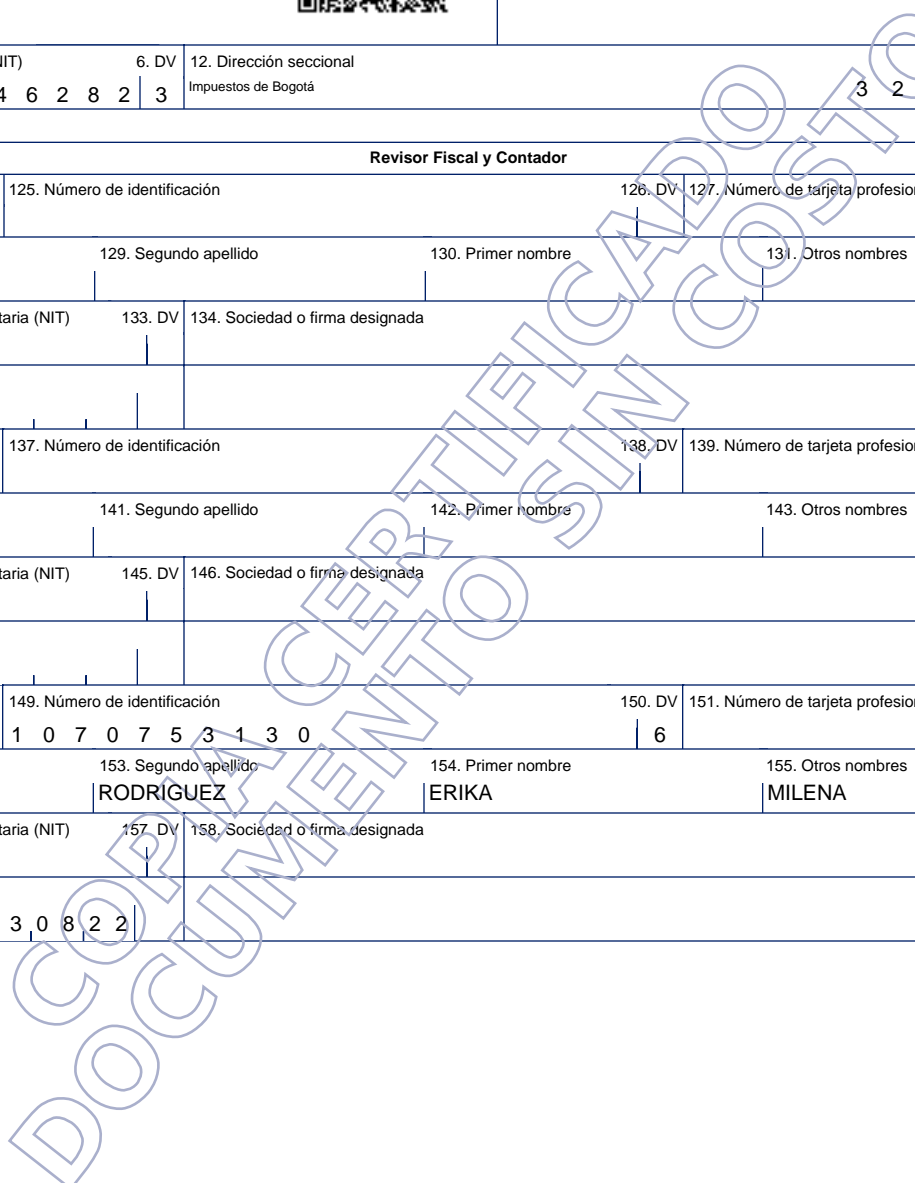 IT) 6. DV 12. Dirección seccional
4 6 2 8 2 3 Impuestos de Bogotá 3 2
Revisor Fiscal y Contador
125. Número de identificación 126. DV 127. Número de tarjeta profesion
129. Segundo apellido 130. Primer nombre 131. Otros nombres
taria (NIT) 133. DV 134. Sociedad o firma designada
137. Número de identificación 138. DV 139. Número de tarjeta profesion
141. Segundo apellido 142. Primer nombre 143. Otros nombres
taria (NIT) 145. DV 146. Sociedad o firma designada
149. Número de identificación 150. DV 151. Número de tarjeta profesion
1 0 7 0 7 5 3 1 3 0 6
153. Segundo apellido 154. Primer nombre 155. Otros nombres
RODRIGUEZ ERIKA MILENA
taria (NIT) 157. DV 158. Sociedad o firma designada
3 0 8 2 2
COPIA CERTIFICADO
DOCUMENTO SIN COSTO